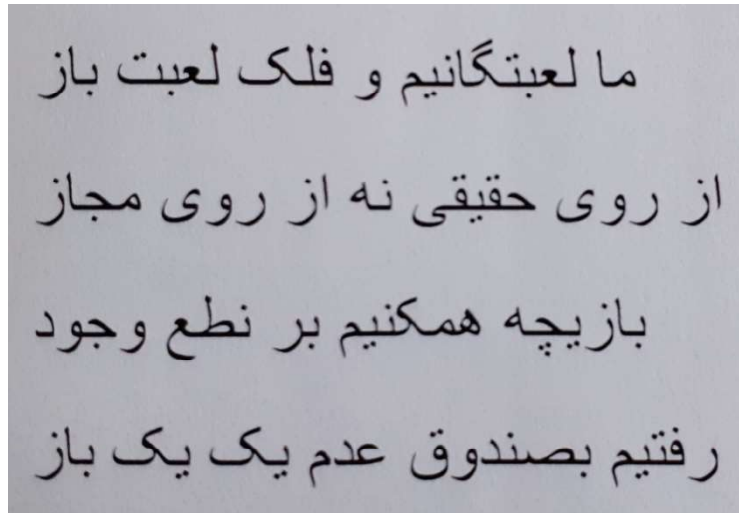 ما لعبتگانیم و فلک لعبت باز
از روی حقیقی نه از روی مجاز
بازیچه همکنیم بر نطع وجود
رفتیم بصندوق عدم یک یک باز